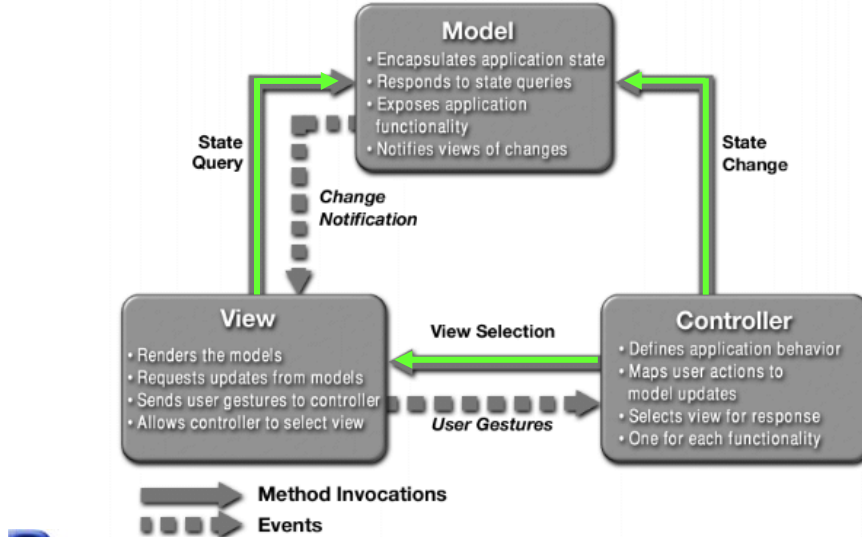 Model
• Encapsulates application state
• Responds to state queries
• Exposes application
functionality
• Notifies views of changes
State
Query
State
Change
Change
Notification
View
• Renders the models
• Requests updates from models
• Sends user gestures to controller
• Allows controller to select view
View Selection
User Gestures
Controller
• Defines application behavior
• Maps user actions to
model updates
• Selects view for response
• One for each functionality
Method Invocations
Events